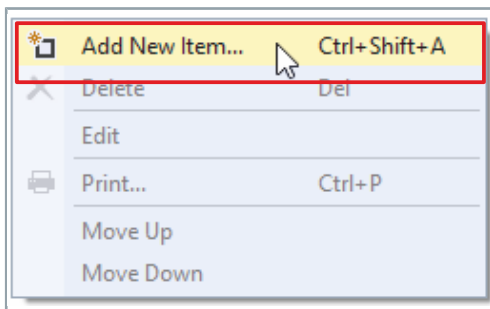 Add New Item... Ctrl+Shift+A
Delete Del
Edit
Print... Ctrl+P
Move Up
Move Down